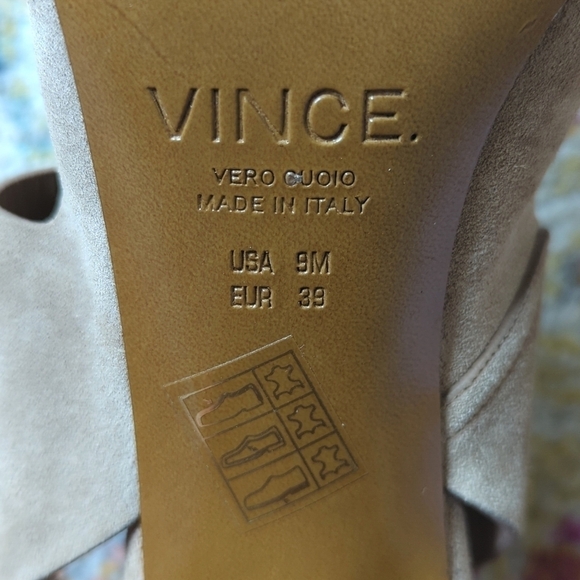 VINCE.
VERO CUOIO
MADE IN ITALY
USA 9M
EUR 39